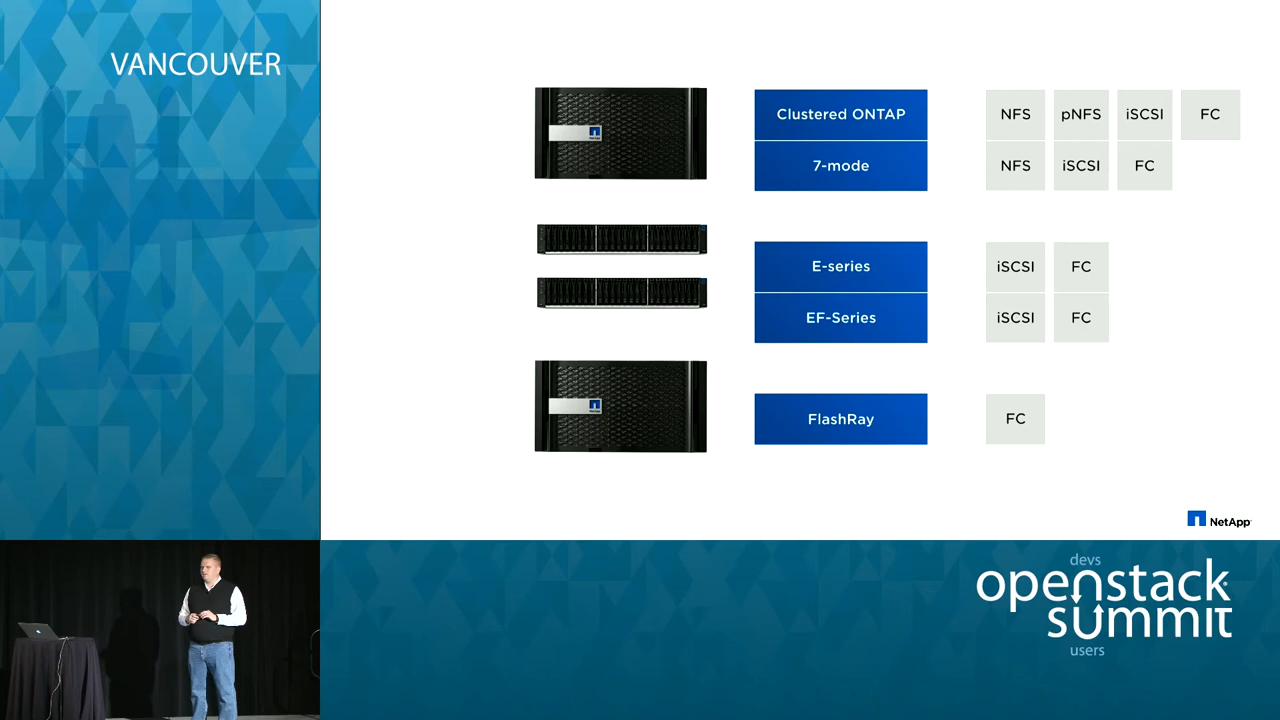 VANCOUVER
Clustered ONTAP NFS pNFS iSCSI FC
7-mode NFS iSCSI FC
E-series iSCSI FC
EF-Series iSCSI FC
FlashRay FC
NetApp
devs
openstack
summit
users